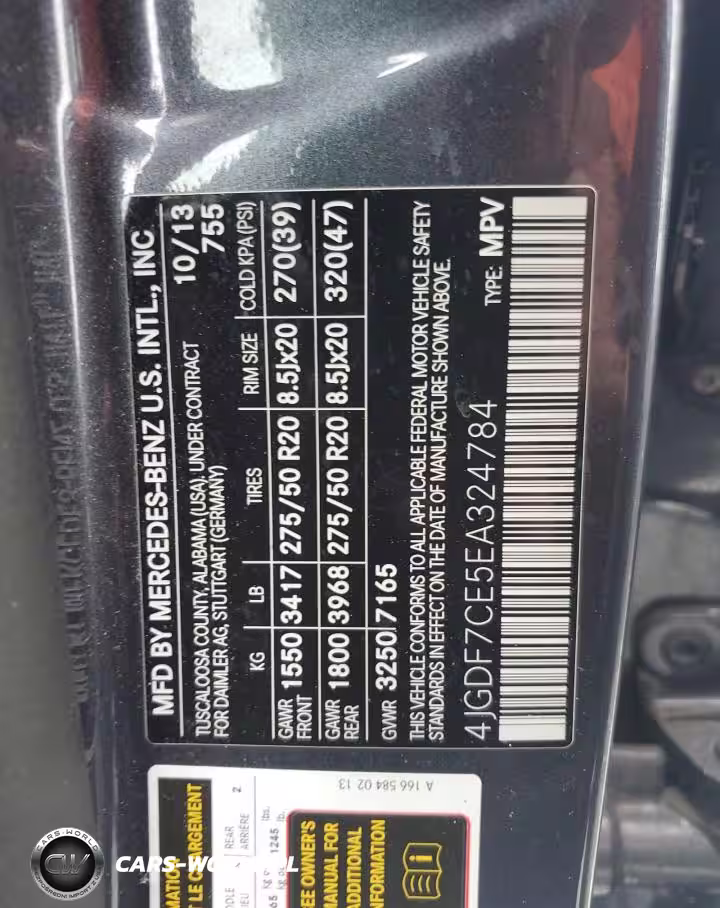 MFD BY MERCEDES-BENZ U.S. INTL., INC
10/13
TUSCALOOSA COUNTY, ALABAMA (USA), UNDER CONTRACT
FOR DAIMLER AG, STUTTGART (GERMANY)
755
KG LB TIRES RIM SIZE COLD KPA (PSI)
GAWR FRONT 1550 3417 275/50 R20 8.5Jx20 270(39)
GAWR REAR 1800 3968 275/50 R20 8.5Jx20 320(47)
GVWR 3250/7165
THIS VEHICLE CONFORMS TO ALL APPLICABLE FEDERAL MOTOR VEHICLE SAFETY
STANDARDS IN EFFECT ON THE DATE OF MANUFACTURE SHOWN ABOVE.
4JGDF7CE5EA324784 TYPE: MPV
A 166 584 02 13
REAR 2
ARRIÈRE
1245 lbs.
lb.
OWNER'S
MANUAL FOR
ADDITIONAL
CARS-WORLD
CW